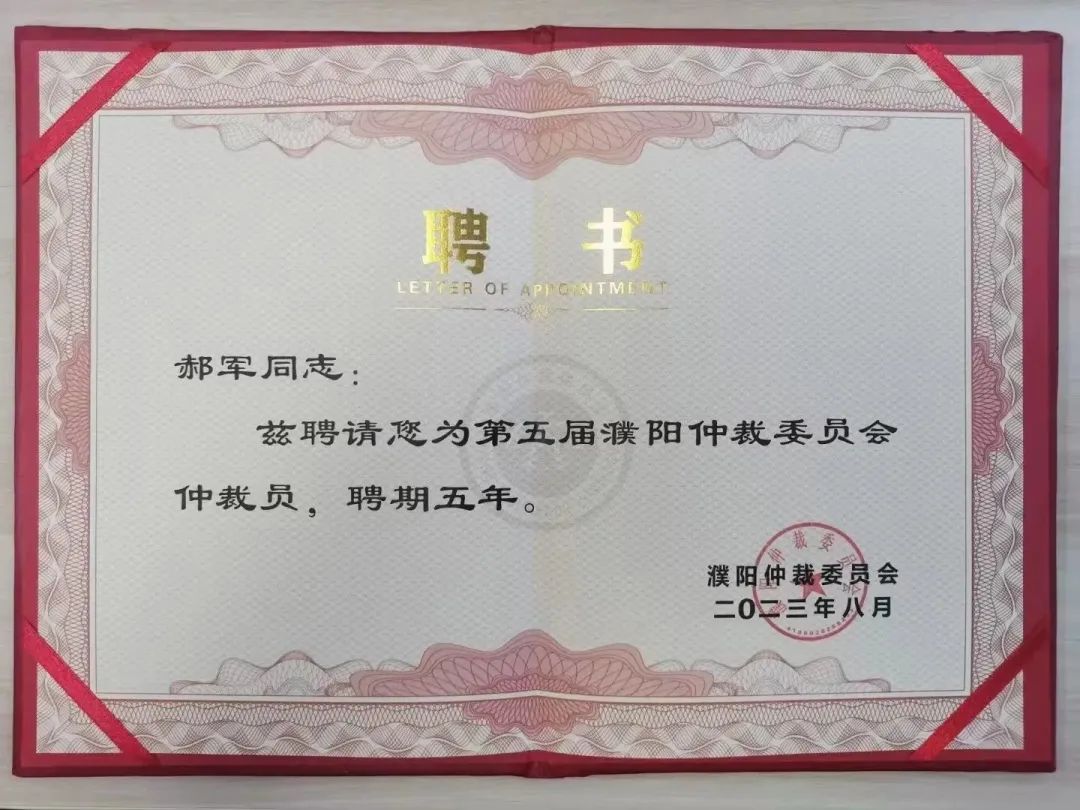 聘 书
LETTER OF APPOINTMENT
郝军同志：
兹聘请您为第五届濮阳仲裁委员会
仲裁员，聘期五年。
濮阳仲裁委员会
二〇二三年八月